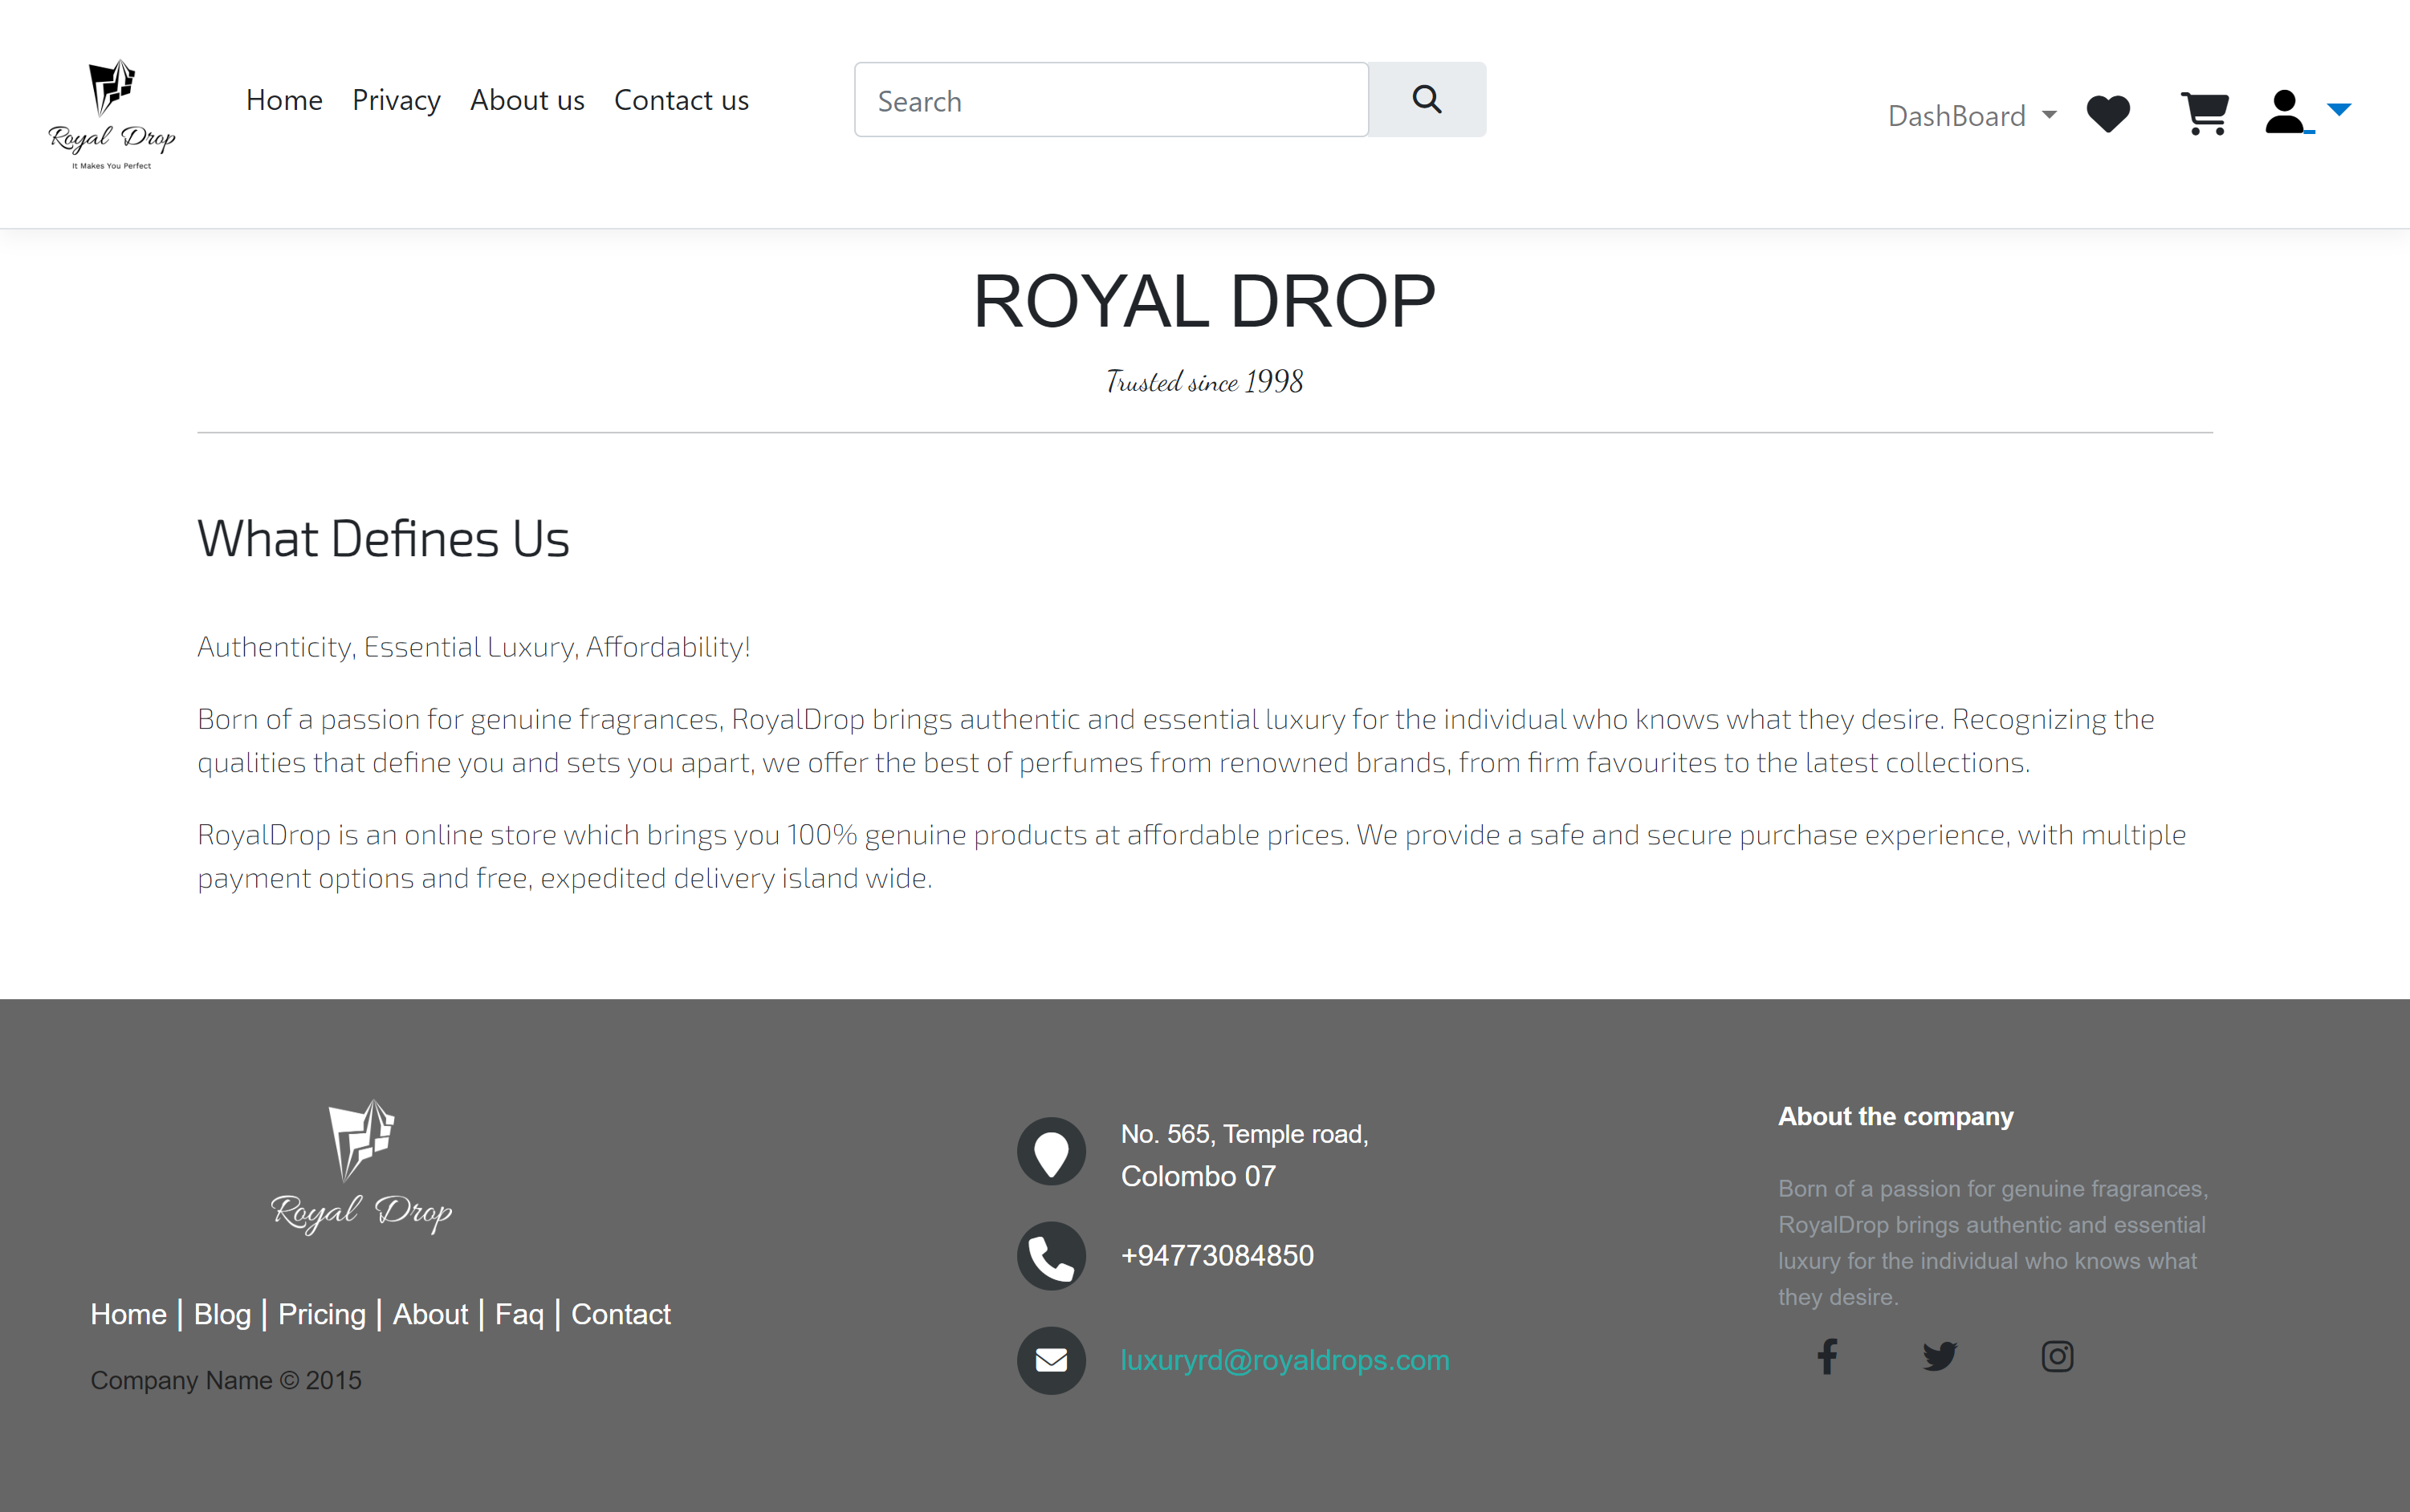 Royal Drop
It Makes You Perfect
Home Privacy About us Contact us
Search
DashBoard
ROYAL DROP
Trusted since 1998
What Defines Us
Authenticity, Essential Luxury, Affordability!
Born of a passion for genuine fragrances, RoyalDrop brings authentic and essential luxury for the individual who knows what they desire. Recognizing the
qualities that define you and sets you apart, we offer the best of perfumes from renowned brands, from firm favourites to the latest collections.
RoyalDrop is an online store which brings you 100% genuine products at affordable prices. We provide a safe and secure purchase experience, with multiple
payment options and free, expedited delivery island wide.
Royal Drop
Home | Blog | Pricing | About | Faq | Contact
Company Name © 2015
No. 565, Temple road,
Colombo 07
+94773084850
luxuryrd@royaldrops.com
About the company
Born of a passion for genuine fragrances,
RoyalDrop brings authentic and essential
luxury for the individual who knows what
they desire.